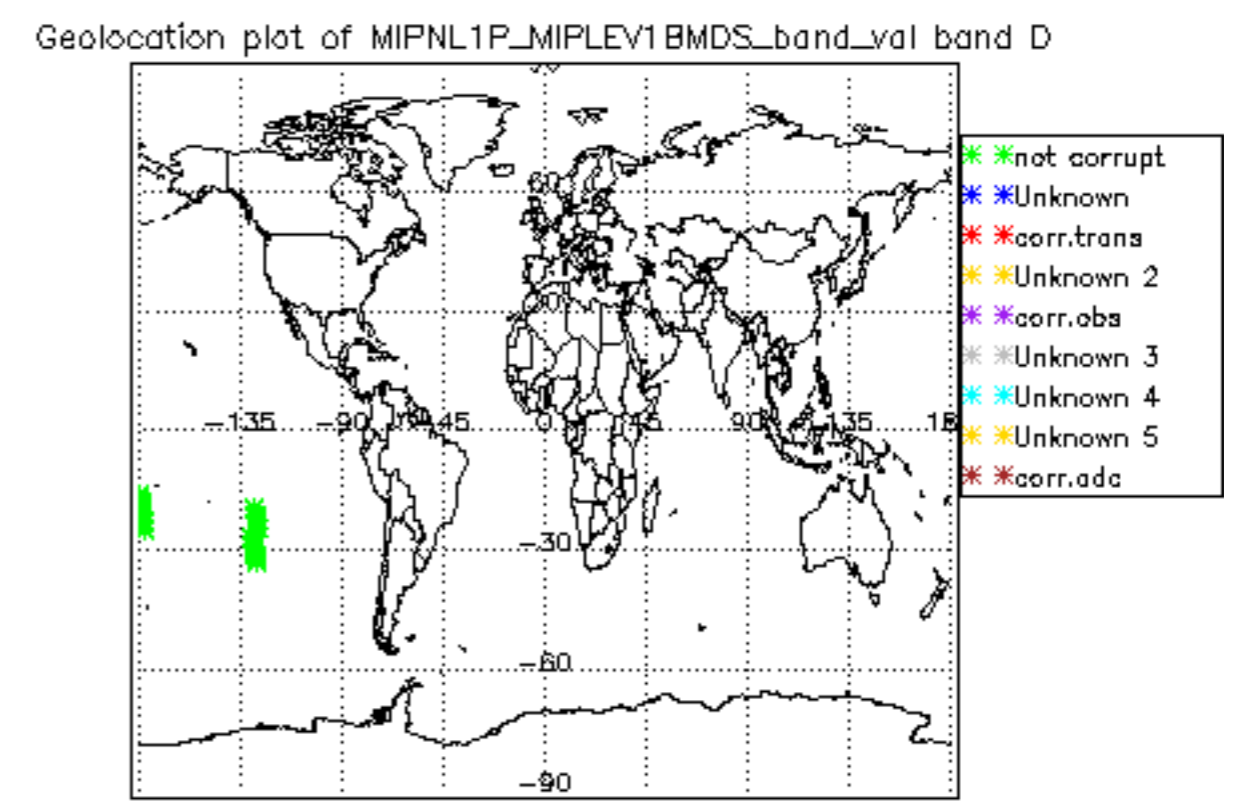 Geolocation plot of MIPNL1P_MIPLEV1BMDS_band_val band D
not corrupt
Unknown
corr.trans
Unknown 2
corr.obs
Unknown 3
Unknown 4
Unknown 5
corr.adc
60
-135 -90 -45 0 45 90 135
-30
-60
-90